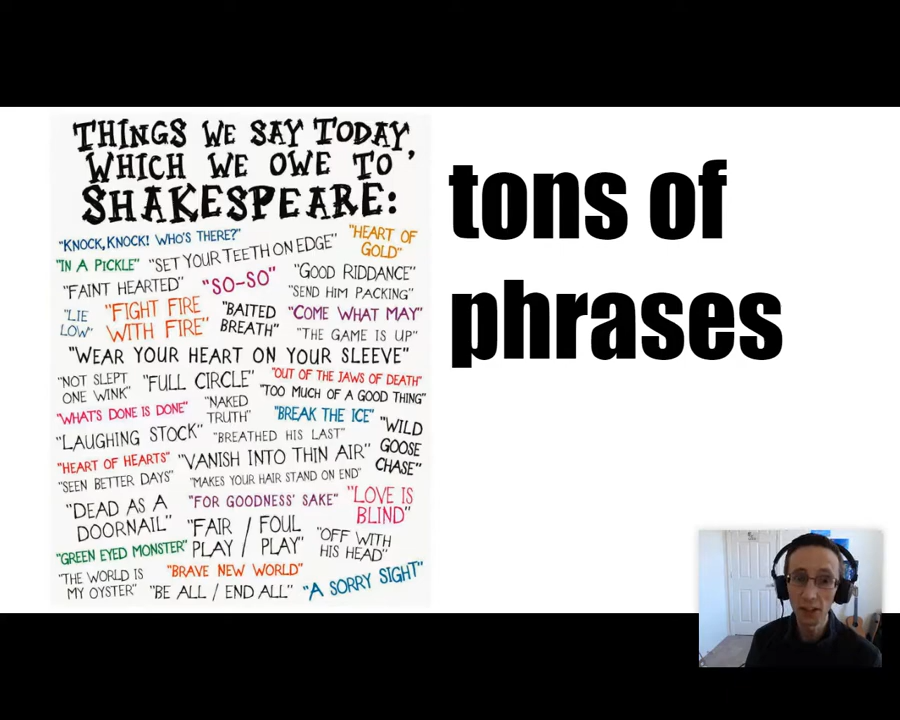 THINGS WE SAY TODAY,
WHICH WE OWE TO
SHAKESPEARE:
"KNOCK, KNOCK! WHO'S THERE?"
"HEART OF
GOLD"
"IN A PICKLE" "SET YOUR TEETH ON EDGE"
"FAINT HEARTED" "SO-SO" "GOOD RIDDANCE"
"SEND HIM PACKING"
"LIE
LOW"
"FIGHT FIRE
WITH FIRE"
"BAITED
BREATH"
"COME WHAT MAY"
"THE GAME IS UP"
"WEAR YOUR HEART ON YOUR SLEEVE"
"NOT SLEPT
ONE WINK"
"FULL CIRCLE"
"OUT OF THE JAWS OF DEATH"
"TOO MUCH OF A GOOD THING"
"WHAT'S DONE IS DONE"
"NAKED
TRUTH"
"BREAK THE ICE"
"WILD
GOOSE
CHASE"
"LAUGHING STOCK"
"BREATHED HIS LAST"
"HEART OF HEARTS" "VANISH INTO THIN AIR"
"SEEN BETTER DAYS" "MAKES YOUR HAIR STAND ON END"
"DEAD AS A
DOORNAIL"
"FOR GOODNESS' SAKE"
"LOVE IS
BLIND"
"FAIR
PLAY
/
FOUL
PLAY"
"OFF WITH
HIS HEAD"
"GREEN EYED MONSTER"
"THE WORLD IS
MY OYSTER"
"BRAVE NEW WORLD"
"BE ALL / END ALL"
"A SORRY SIGHT"
tons of
phrases